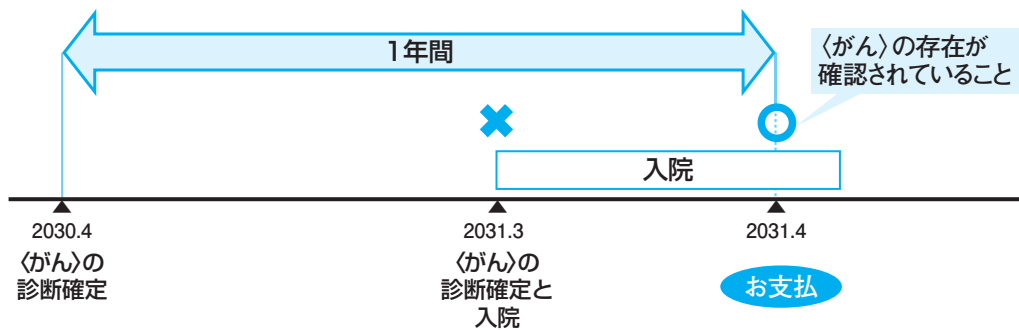 1年間
〈がん〉の存在が
確認されていること
入院
2030.4
〈がん〉の
診断確定
2031.3
〈がん〉の
診断確定と
入院
2031.4
お支払